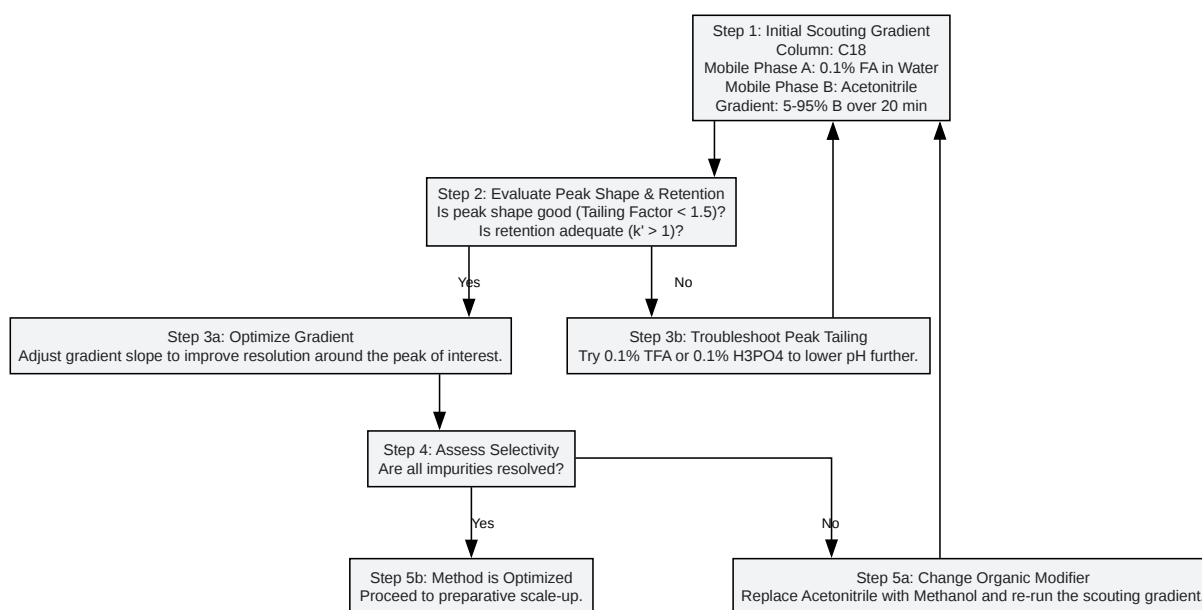 Step 1: Initial Scouting Gradient
Column: C18
Mobile Phase A: 0.1% FA in Water
Mobile Phase B: Acetonitrile
Gradient: 5-95% B over 20 min
Step 2: Evaluate Peak Shape & Retention
Is peak shape good (Tailing Factor < 1.5)?
Is retention adequate (k' > 1)?
Yes
No
Step 3a: Optimize Gradient
Adjust gradient slope to improve resolution around the peak of interest.
Step 3b: Troubleshoot Peak Tailing
Try 0.1% TFA or 0.1% H3PO4 to lower pH further.
Step 4: Assess Selectivity
Are all impurities resolved?
Yes
No
Step 5b: Method is Optimized
Proceed to preparative scale-up.
Step 5a: Change Organic Modifier
Replace Acetonitrile with Methanol and re-run the scouting gradient.